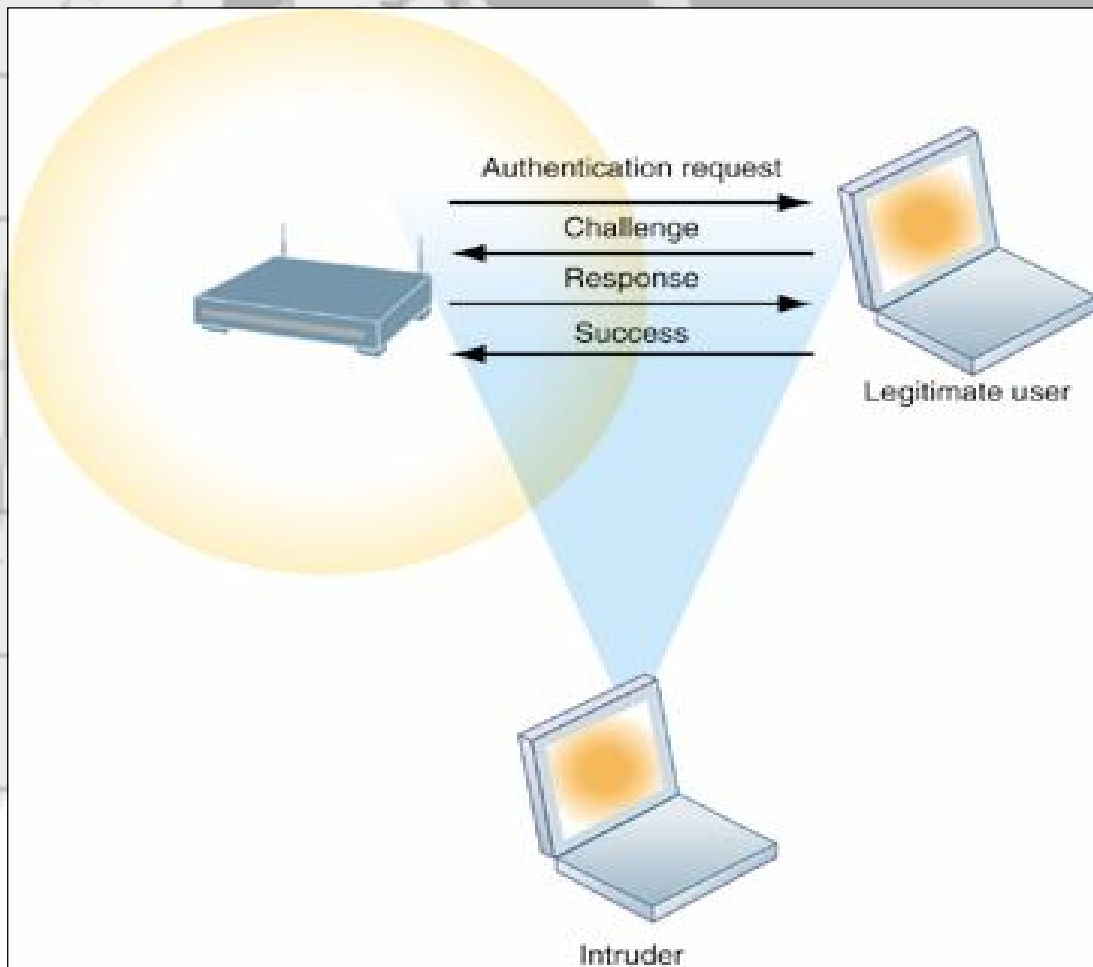 Authentication request
Challenge
Response
Success
Legitimate user
Intruder